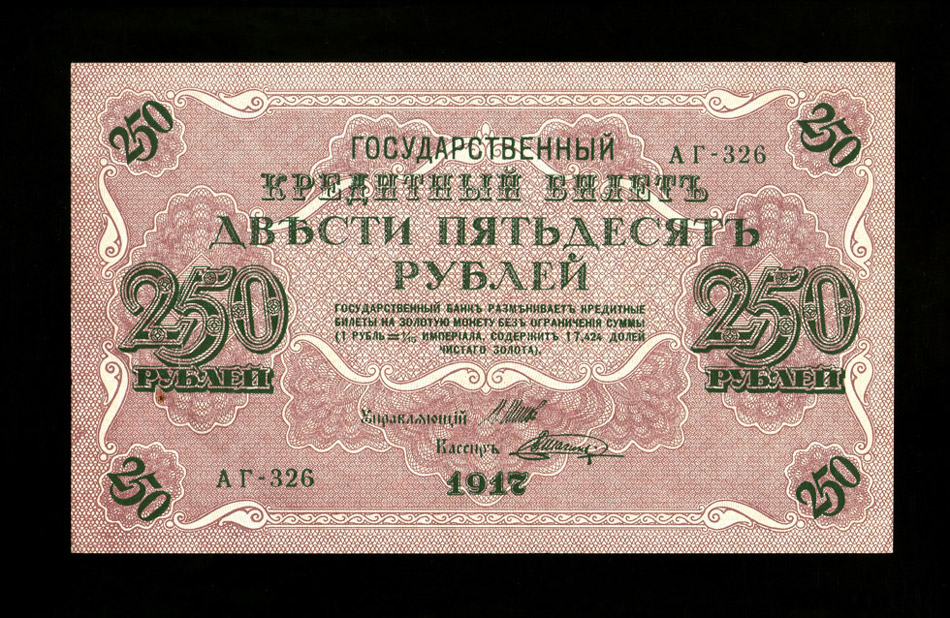 250
250
ГОСУДАРСТВЕННЫЙ
АГ-326
КРЕДИТНЫЙ БИЛЕТЪ
ДВѢСТИ ПЯТЬДЕСЯТЪ
РУБЛЕЙ
250
РУБЛЕЙ
250
РУБЛЕЙ
ГОСУДАРСТВЕННЫЙ БАНКЪ РАЗМѢНИВАЕТЪ КРЕДИТНЫЕ
БИЛЕТЫ НА ЗОЛОТУЮ МОНЕТУ БЕЗЪ ОГРАНИЧЕНІЯ СУММЫ
(1 РУБЛЬ = 1/15 ИМПЕРІАЛА, СОДЕРЖИТЪ 17,424 ДОЛЕЙ
ЧИСТАГО ЗОЛОТА).
Управляющій
Кассиръ
АГ-326
1917
250
250